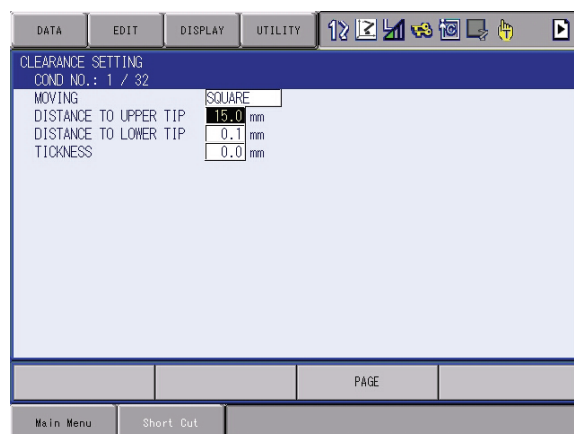 DATA EDIT DISPLAY UTILITY
CLEARANCE SETTING
COND NO.: 1 / 32
MOVING SQUARE
DISTANCE TO UPPER TIP 15.0 mm
DISTANCE TO LOWER TIP 0.1 mm
TICKNESS 0.0 mm
PAGE
Main Menu Short Cut